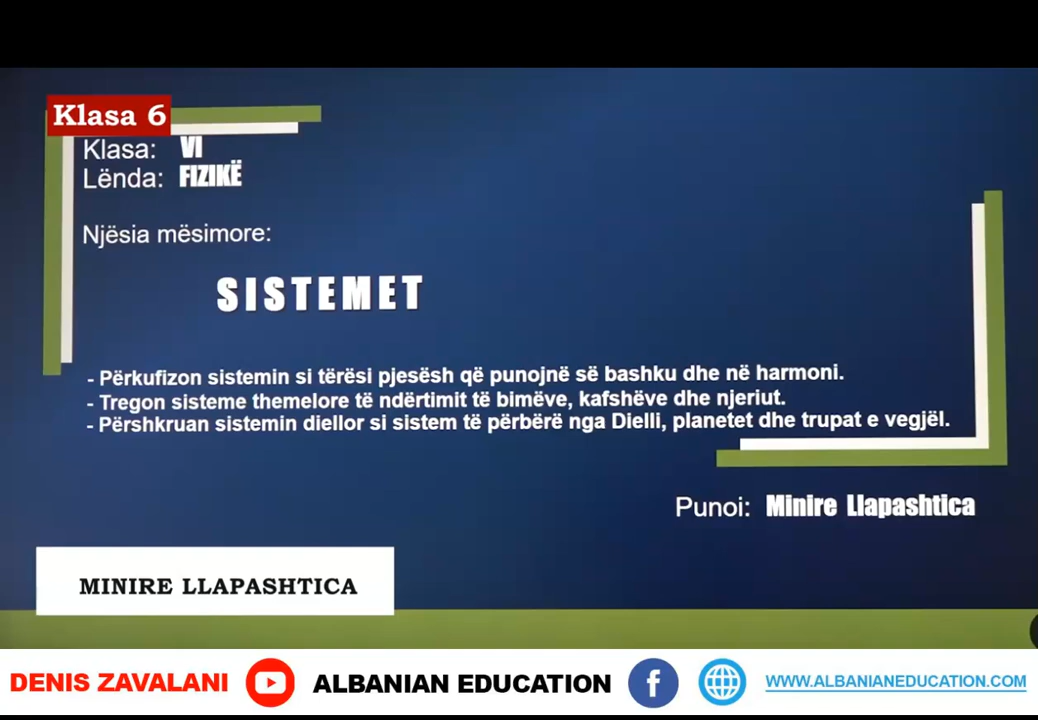 Klasa 6
Klasa: VI
Lënda: FIZIKË
Njësia mësimore:
SISTEMET
- Përkufizon sistemin si tërësi pjesësh që punojnë së bashku dhe në harmoni.
- Tregon sisteme themelore të ndërtimit të bimëve, kafshëve dhe njeriut.
- Përshkruan sistemin diellor si sistem të përbërë nga Dielli, planetet dhe trupat e vegjël.
Punoi: Minire Llapashtica
MINIRE LLAPASHTICA
DENIS ZAVALANI ALBANIAN EDUCATION WWW.ALBANIANEDUCATION.COM